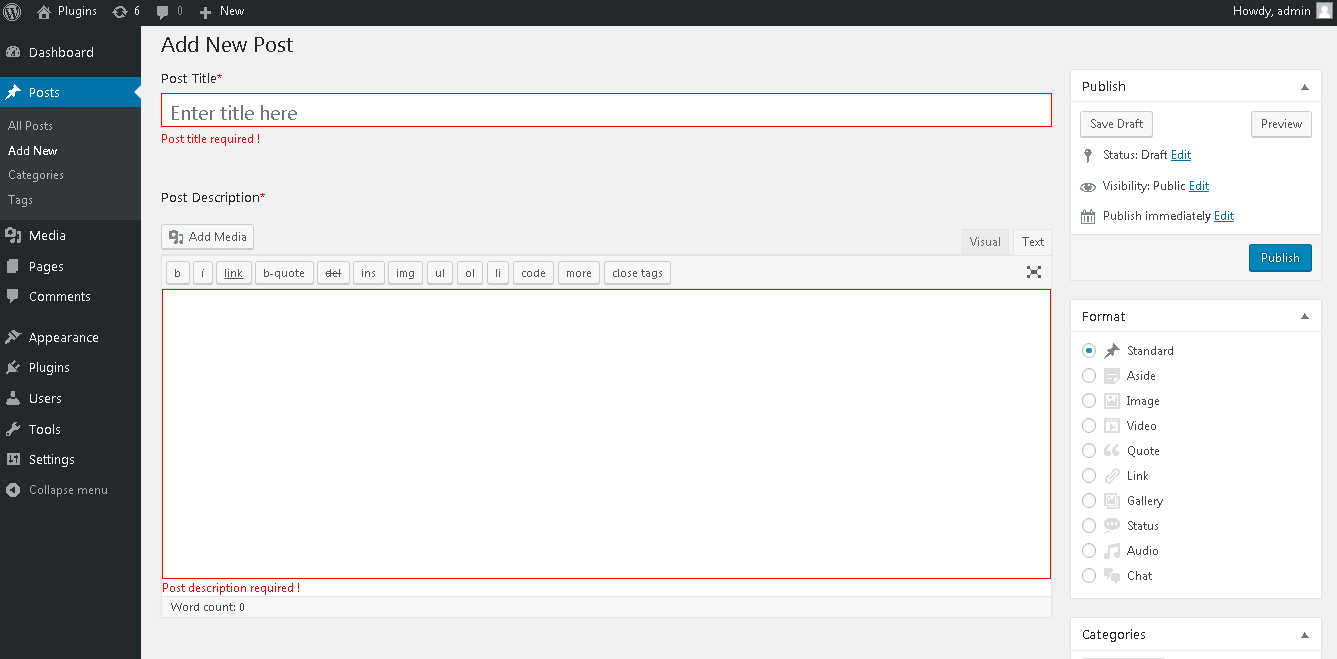 Plugins 6 0 New Howdy, admin
Dashboard
Posts
All Posts
Add New
Categories
Tags
Media
Pages
Comments
Appearance
Plugins
Users
Tools
Settings
Collapse menu
Add New Post
Post Title*
Enter title here
Post title required !
Post Description*
Add Media
Visual Text
b i link b-quote del ins img ul ol li code more close tags
Post description required !
Word count: 0
Publish
Save Draft Preview
Status: Draft Edit
Visibility: Public Edit
Publish immediately Edit
Publish
Format
Standard
Aside
Image
Video
Quote
Link
Gallery
Status
Audio
Chat
Categories